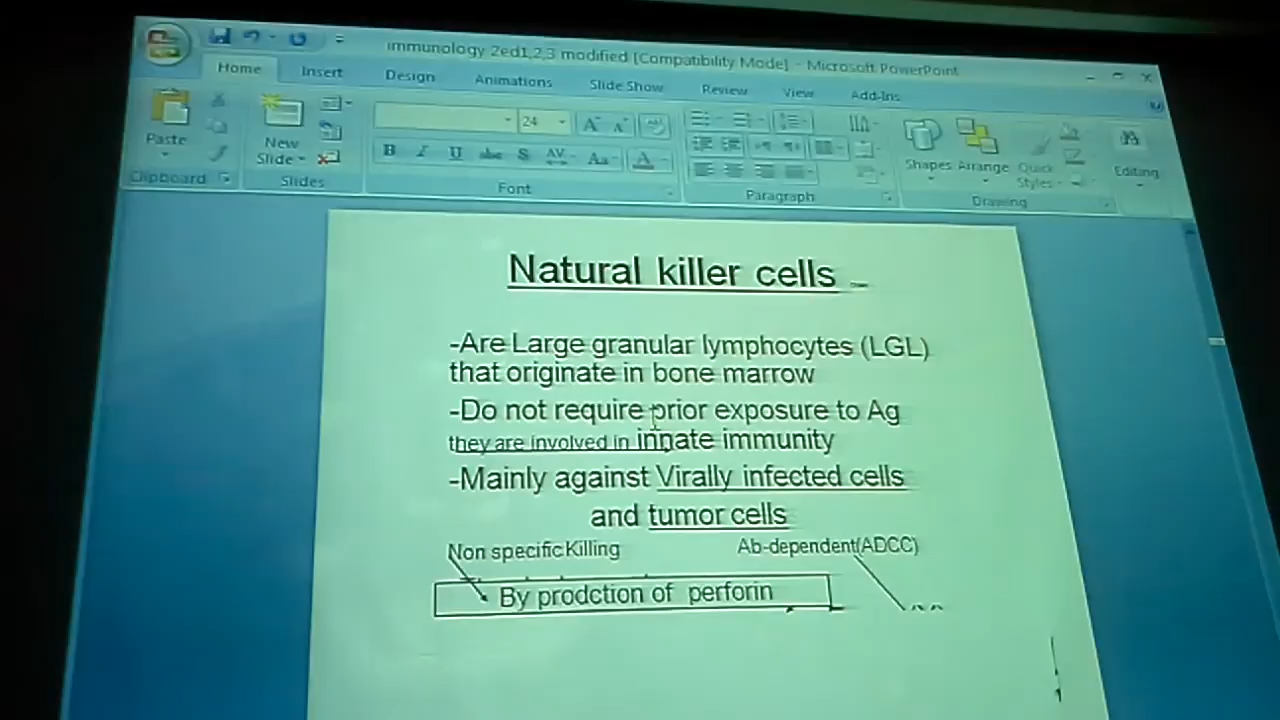 immunology 2ed1,2,3 modified [Compatibility Mode] - Microsoft PowerPoint
Home Insert Design Animations Slide Show Review View Add-Ins
24
Paste New Slide Shapes Arrange Quick Styles Editing
Clipboard Slides Font Paragraph Drawing
Natural killer cells
-Are Large granular lymphocytes (LGL)
that originate in bone marrow
-Do not require prior exposure to Ag
they are involved in innate immunity
-Mainly against Virally infected cells
and tumor cells
Non specific Killing Ab-dependent(ADCC)
By prodction of perforin